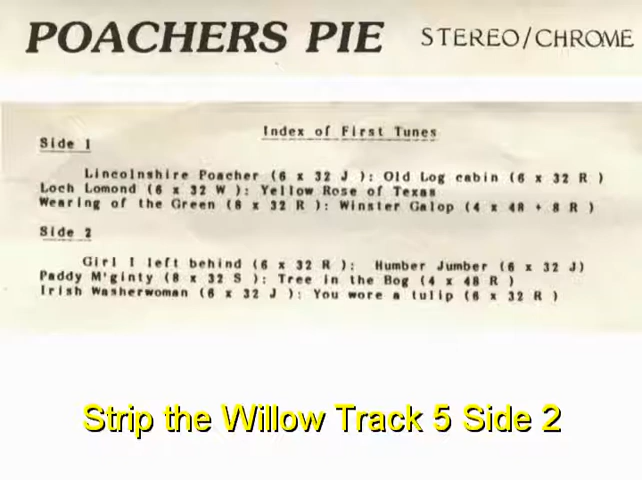 POACHERS PIE STEREO/CHROME
Index of First Tunes
Side 1
Lincolnshire Poacher (6 x 32 J ): Old Log cabin (6 x 32 R )
Loch Lomond (6 x 32 W ): Yellow Rose of Texas
Wearing of the Green (8 x 32 R ): Winster Galop (4 x 48 + 8 R )
Side 2
Girl I left behind (6 x 32 R ): Humber Jumber (6 x 32 J)
Paddy M'ginty (8 x 32 S ): Tree in the Bog (4 x 48 R )
Irish Washerwoman (6 x 32 J ): You wore a tulip (6 x 32 R )
Strip the Willow Track 5 Side 2